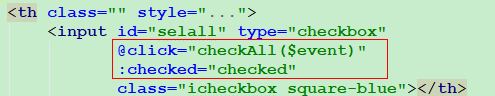 <th class="" style="...">
<input id="selall" type="checkbox"
@click="checkAll($event)"
:checked="checked"
class="icheckbox square-blue"></th>